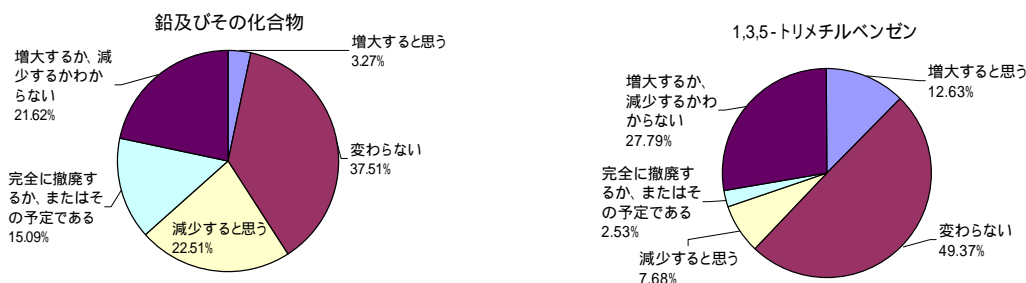 鉛及びその化合物
増大すると思う
3.27%
変わらない
37.51%
減少すると思う
22.51%
完全に撤廃す
るか、またはそ
の予定である
15.09%
増大するか、減
少するかわか
らない
21.62%
1,3,5-トリメチルベンゼン
増大すると思う
12.63%
変わらない
49.37%
減少すると思う
7.68%
完全に撤廃す
るか、またはそ
の予定である
2.53%
増大するか、
減少するかわ
からない
27.79%